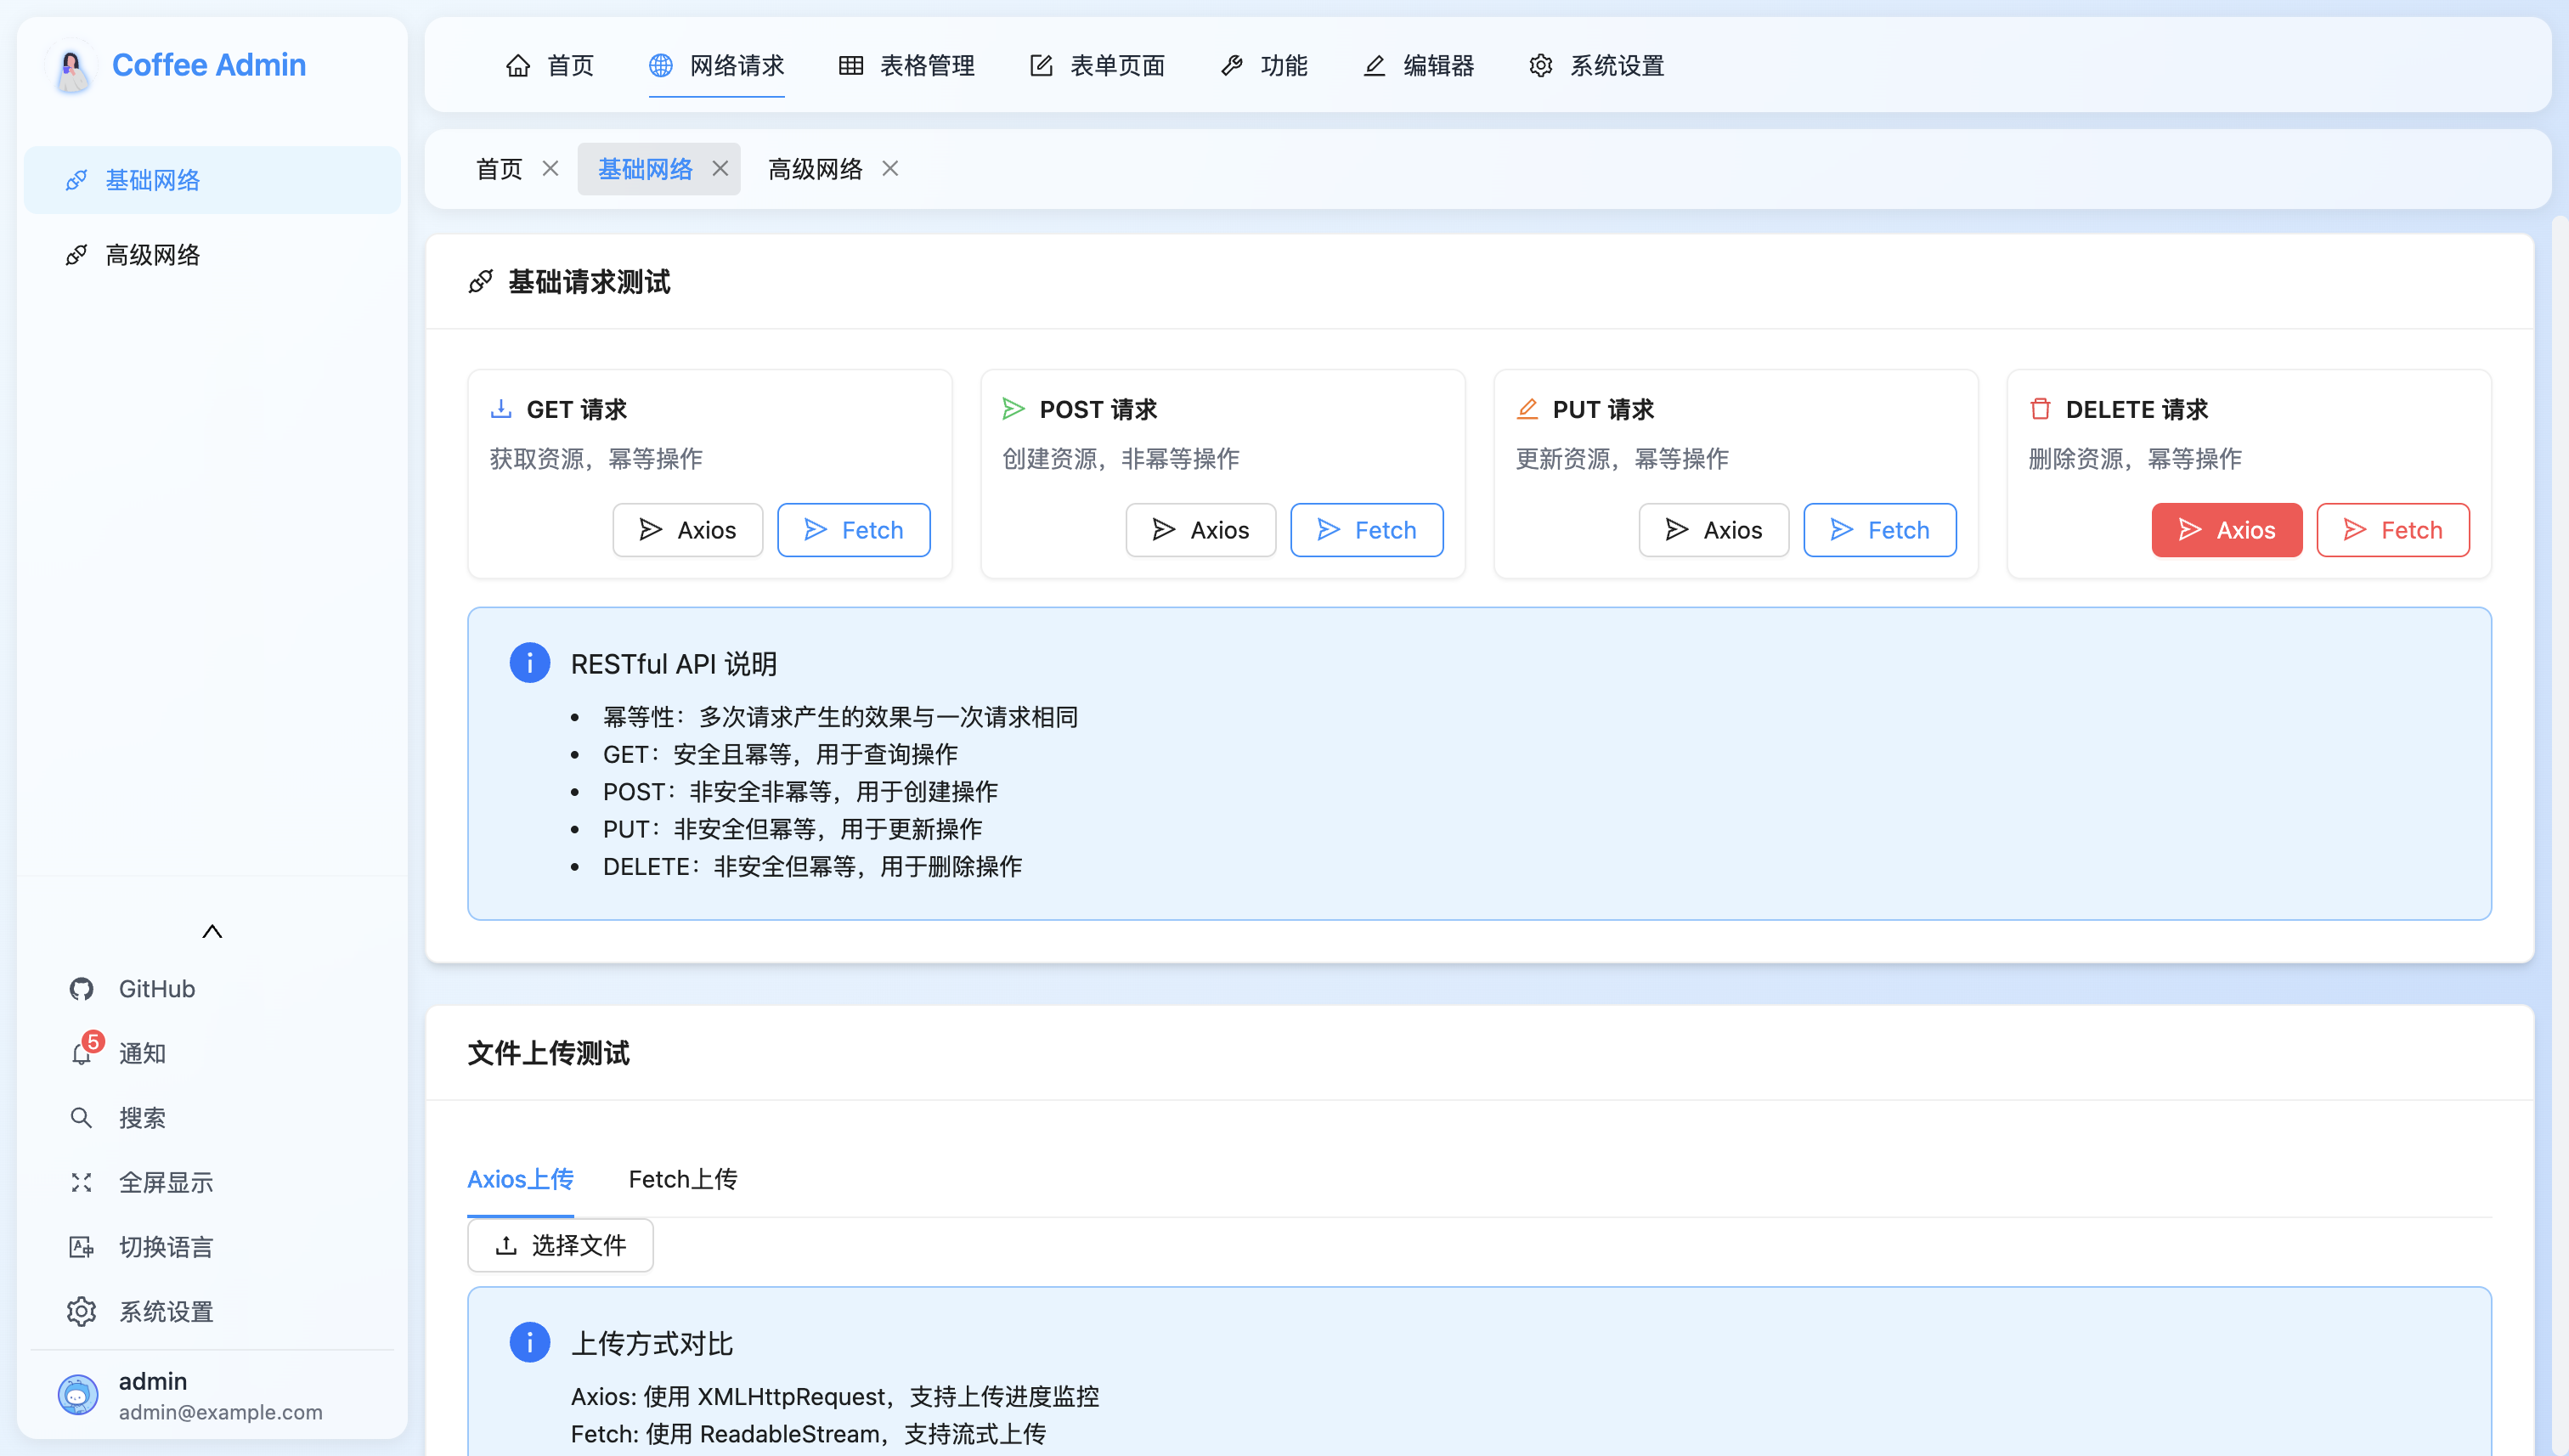 Coffee Admin
首页
网络请求
表格管理
表单页面
功能
编辑器
系统设置
首页
基础网络
高级网络
基础网络
高级网络
基础请求测试
GET 请求
获取资源，幂等操作
Axios
Fetch
POST 请求
创建资源，非幂等操作
Axios
Fetch
PUT 请求
更新资源，幂等操作
Axios
Fetch
DELETE 请求
删除资源，幂等操作
Axios
Fetch
RESTful API 说明
幂等性：多次请求产生的效果与一次请求相同
GET：安全且幂等，用于查询操作
POST：非安全非幂等，用于创建操作
PUT：非安全但幂等，用于更新操作
DELETE：非安全但幂等，用于删除操作
GitHub
5
通知
搜索
全屏显示
切换语言
系统设置
admin
admin@example.com
文件上传测试
Axios上传
Fetch上传
选择文件
上传方式对比
Axios: 使用 XMLHttpRequest，支持上传进度监控
Fetch: 使用 ReadableStream，支持流式上传